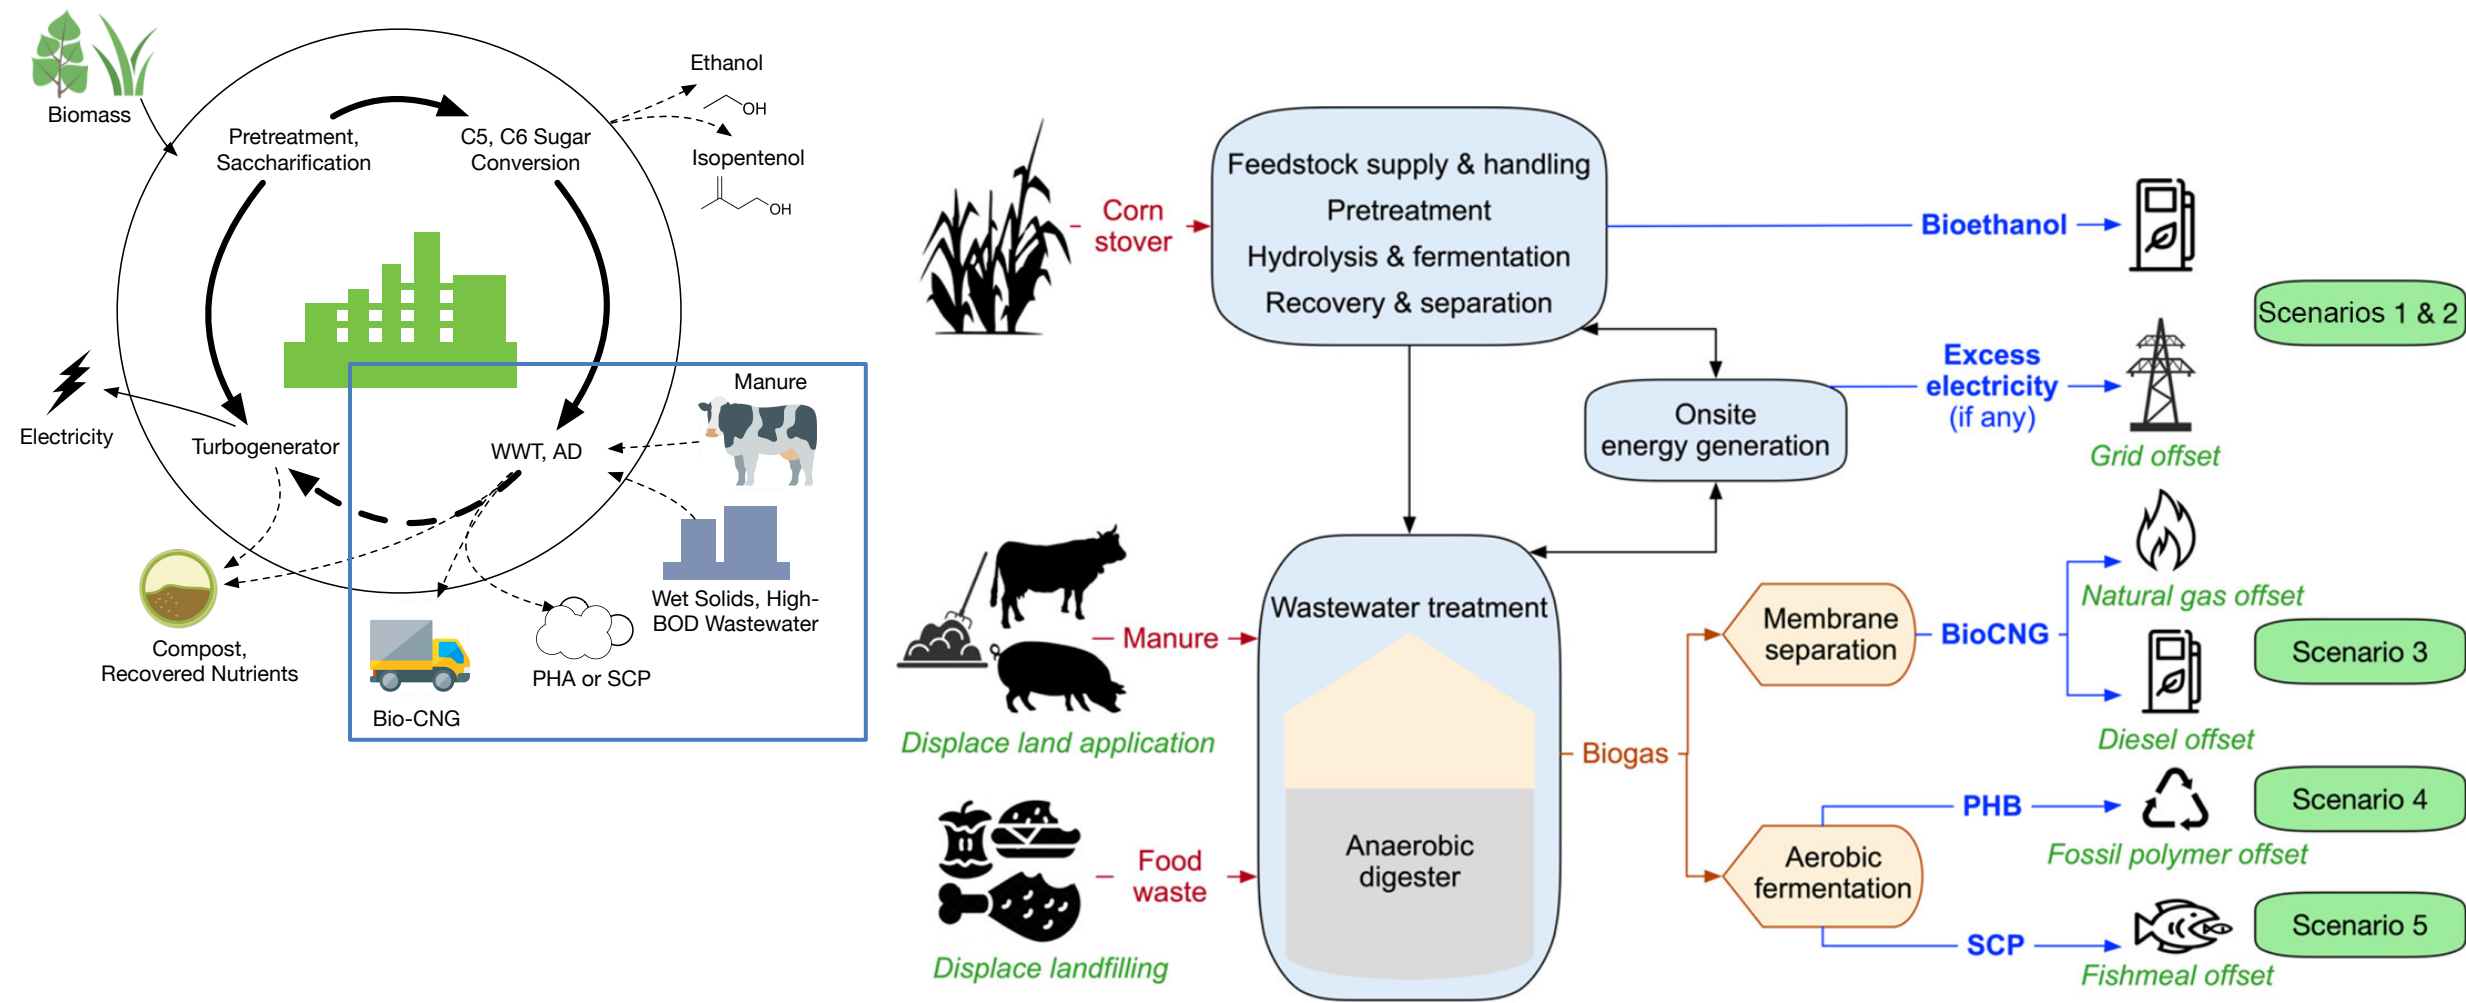 Biomass
Pretreatment,
Saccharification
C5, C6 Sugar
Conversion
Ethanol
OH
Isopentenol
OH
Electricity
Turbogenerator
WWT, AD
Manure
Wet Solids, High-
BOD Wastewater
Compost,
Recovered Nutrients
PHA or SCP
Bio-CNG
Corn
stover
Feedstock supply & handling
Pretreatment
Hydrolysis & fermentation
Recovery & separation
Bioethanol
Scenarios 1 & 2
Onsite
energy generation
Excess
electricity
(if any)
Grid offset
Manure
Displace land application
Food
waste
Displace landfilling
Wastewater treatment
Anaerobic
digester
Biogas
Membrane
separation
BioCNG
Natural gas offset
Diesel offset
Scenario 3
Aerobic
fermentation
PHB
Fossil polymer offset
Scenario 4
SCP
Fishmeal offset
Scenario 5